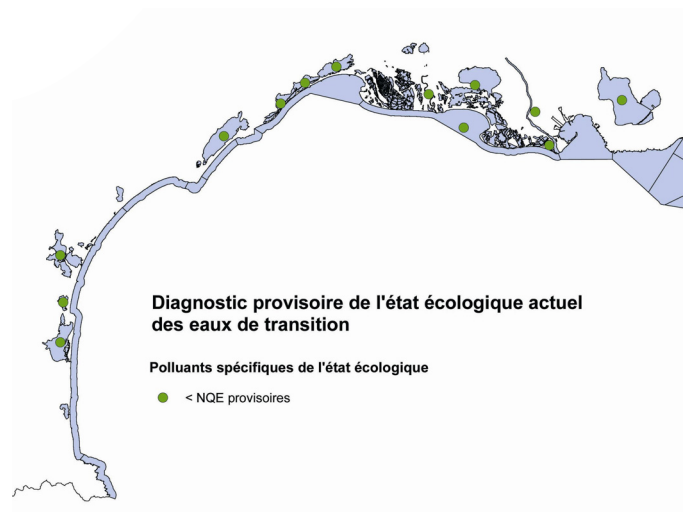 Diagnostic provisoire de l'état écologique actuel
des eaux de transition
Polluants spécifiques de l'état écologique
< NQE provisoires